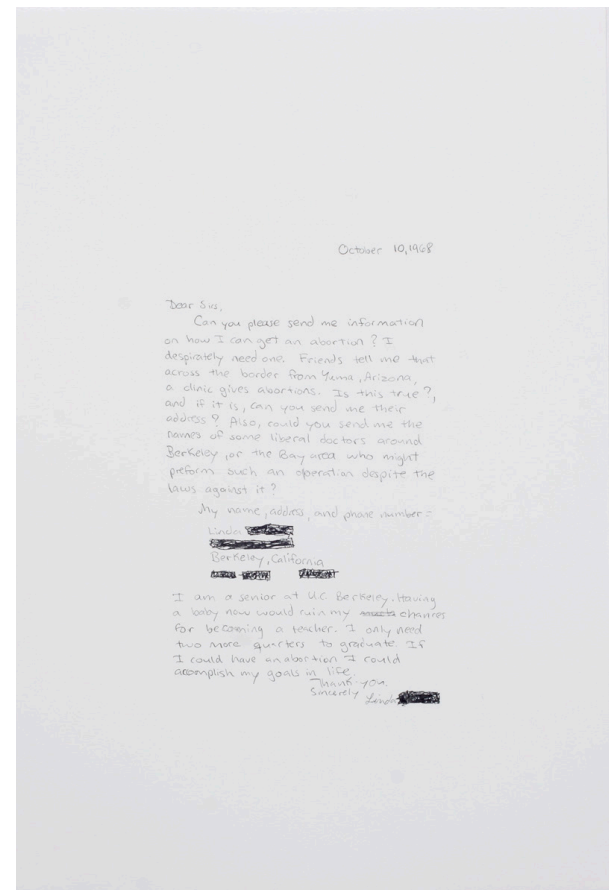 October 10, 1968
Dear Sirs,
Can you please send me information
on how I can get an abortion? I
despirately need one. Friends tell me that
across the border from Yuma, Arizona,
a clinic gives abortions. Is this true?,
and if it is, can you send me their
address? Also, could you send me the
names of some liberal doctors around
Berkeley, or the Bay area who might
preform such an operation despite the
laws against it?
My name, address, and phone number:
Linda
Berkeley, California
I am a senior at U.C. Berkeley. Having
a baby now would ruin my chances
for becoming a teacher. I only need
two more quarters to graduate. If
I could have an abortion I could
accomplish my goals in life.
Thank-you.
Sincerely
Linda